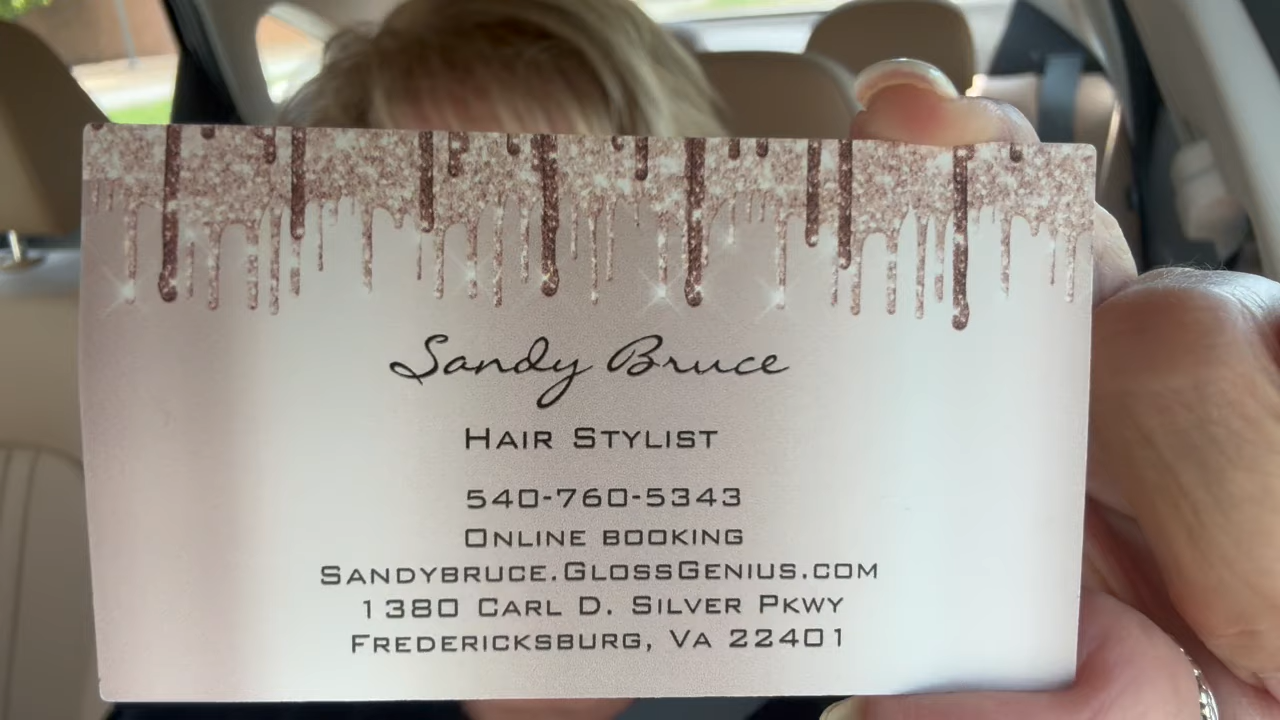 Sandy Bruce
Hair Stylist
540-760-5343
Online booking
Sandybruce.GlossGenius.com
1380 Carl D. Silver Pkwy
Fredericksburg, Va 22401